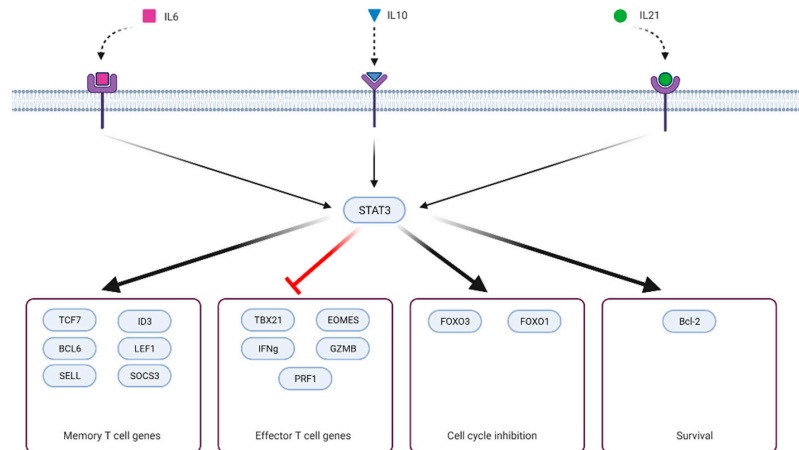 IL6
IL10
IL21
STAT3
TCF7
ID3
BCL6
LEF1
SELL
SOCS3
Memory T cell genes
TBX21
EOMES
IFNg
GZMB
PRF1
Effector T cell genes
FOXO3
FOXO1
Cell cycle inhibition
Bcl-2
Survival